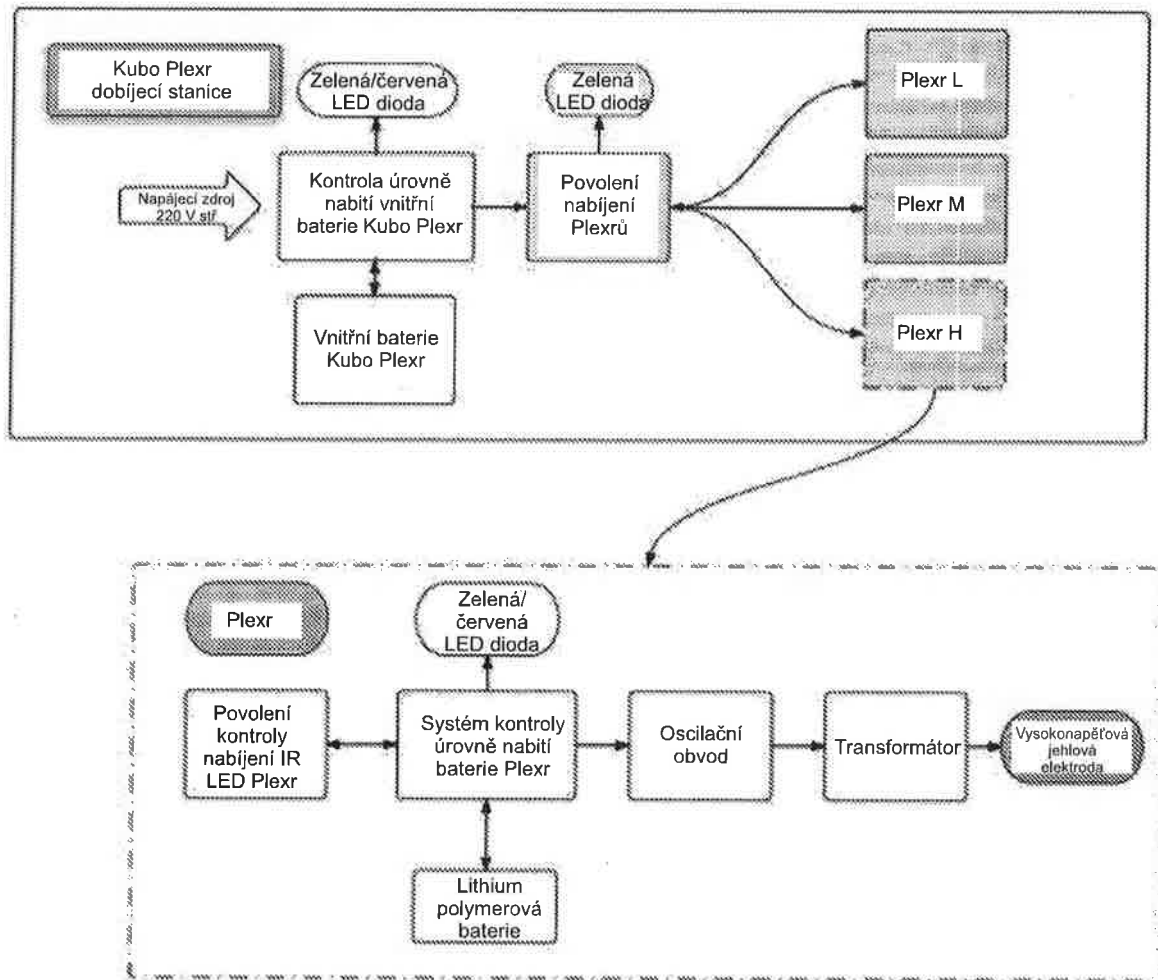 Kubo Plexr
dobíjecí stanice
Zelená/červená
LED dioda
Zelená
LED dioda
Plexr L
Napájecí zdroj
220 V stř
Kontrola úrovně
nabití vnitřní
baterie Kubo Plexr
Povolení
nabíjení
Plexrů
Plexr M
Vnitřní baterie
Kubo Plexr
Plexr H
Plexr
Zelená/
červená
LED dioda
Povolení
kontroly
nabíjení IR
LED Plexr
Systém kontroly
úrovně nabití
baterie Plexr
Oscilační
obvod
Transformátor
Vysokonapěťová
jehlová
elektroda
Lithium
polymerová
baterie